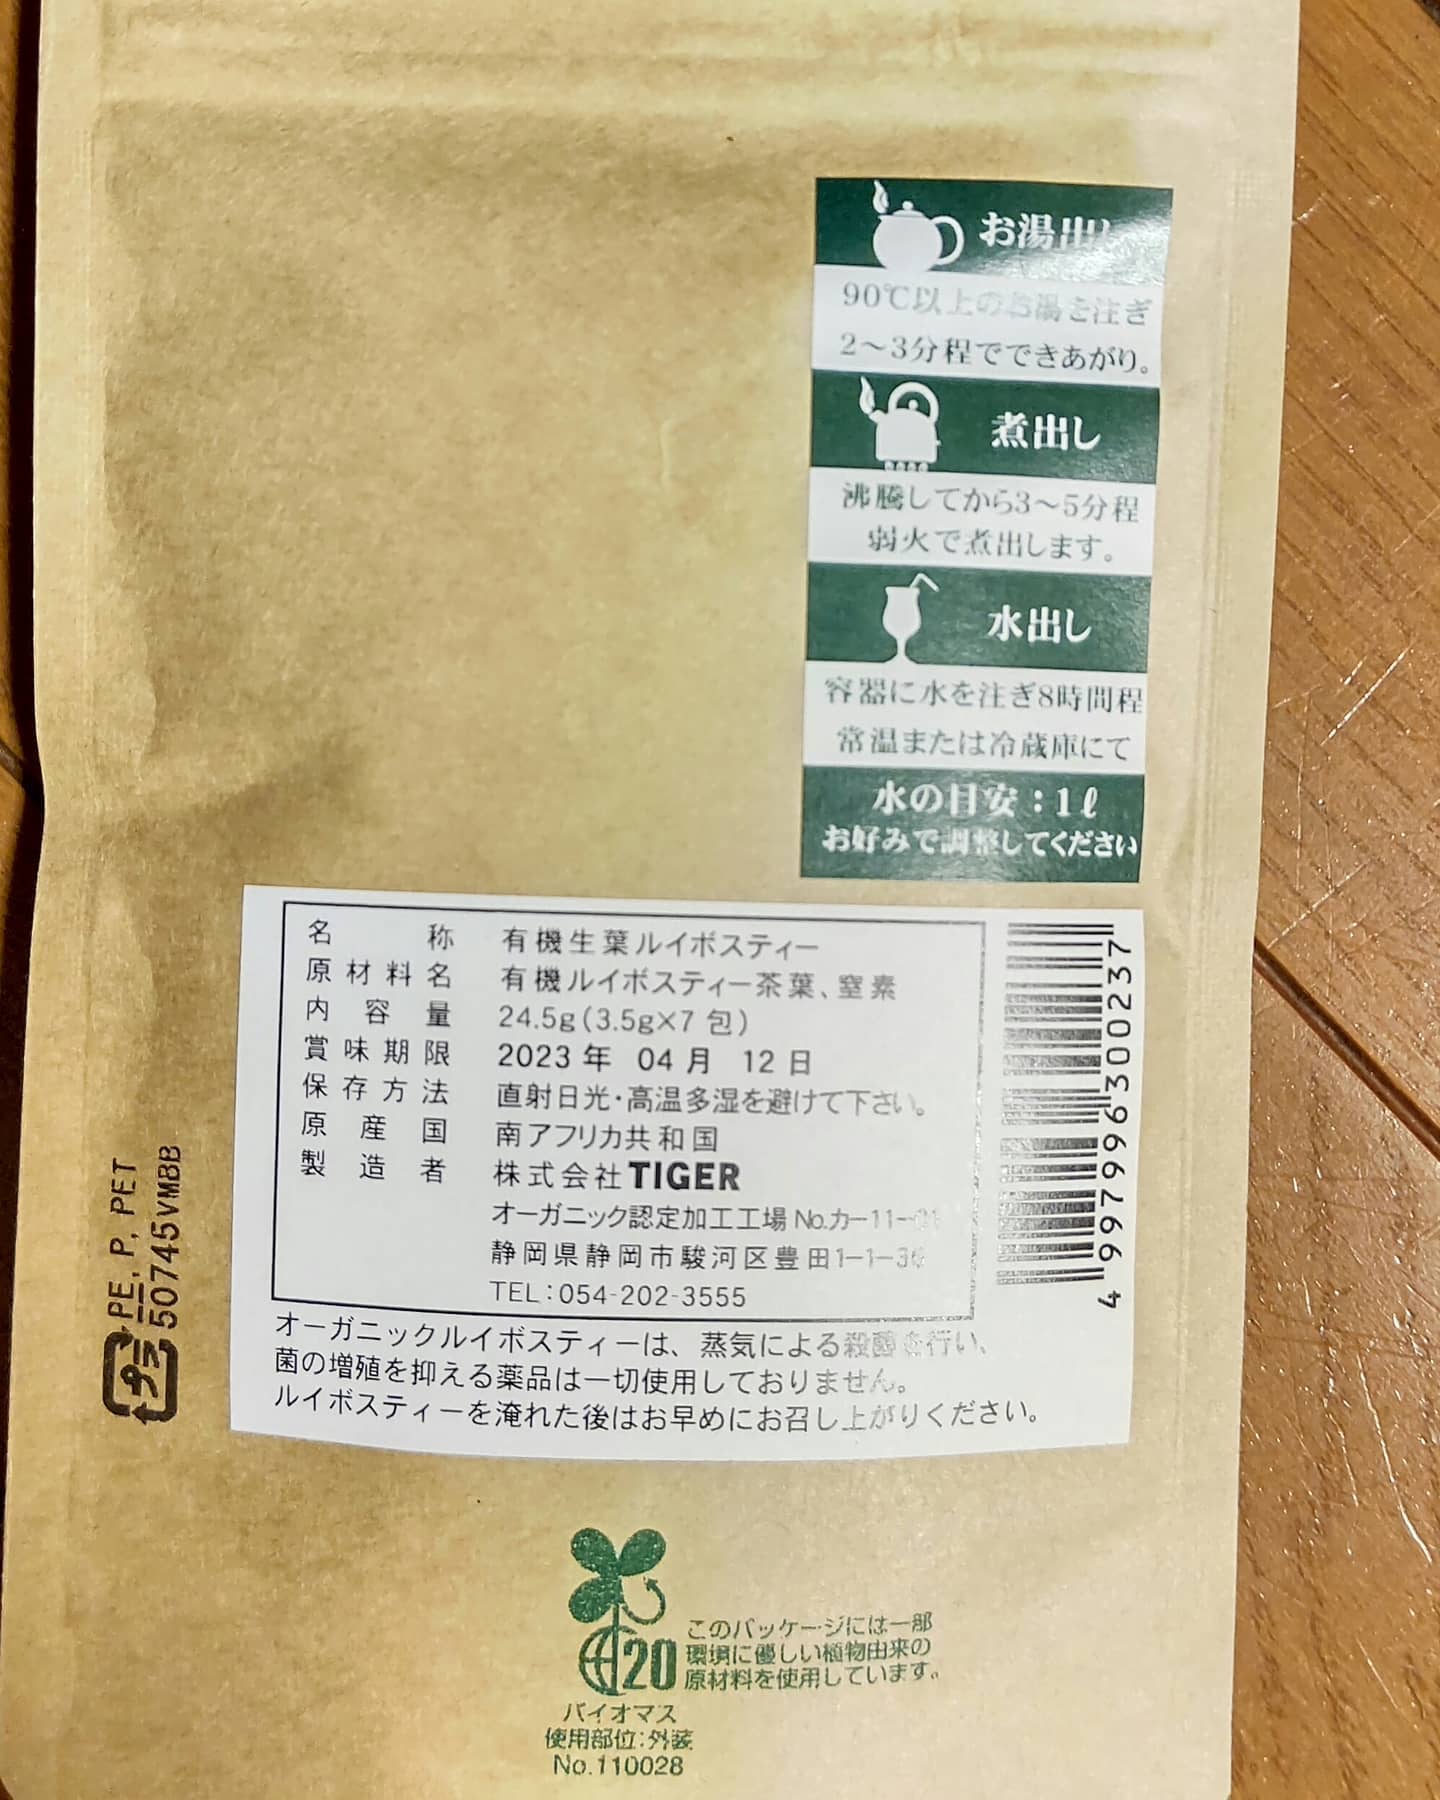 お湯出し
90℃以上のお湯を注ぎ
2〜3分程でできあがり。
煮出し
沸騰してから3〜5分程
弱火で煮出します。
水出し
容器に水を注ぎ8時間程
常温または冷蔵庫にて
水の目安：1ℓ
お好みで調整してください
名称 有機生葉ルイボスティー
原材料名 有機ルイボスティー茶葉、窒素
内容量 24.5g(3.5g×7包)
賞味期限 2023年 04月 12日
保存方法 直射日光・高温多湿を避けて下さい。
原産国 南アフリカ共和国
製造者 株式会社TIGER
オーガニック認定加工工場 No.カ-11-01
静岡県静岡市駿河区豊田1-1-36
TEL:054-202-3555
4997996300237
オーガニックルイボスティーは、蒸気による殺菌を行い、
菌の増殖を抑える薬品は一切使用しておりません。
ルイボスティーを淹れた後はお早めにお召し上がりください。
プラ PE, P, PET
50745VMBB
20
このパッケージには一部
環境に優しい植物由来の
原材料を使用しています。
バイオマス
使用部位:外装
No.110028